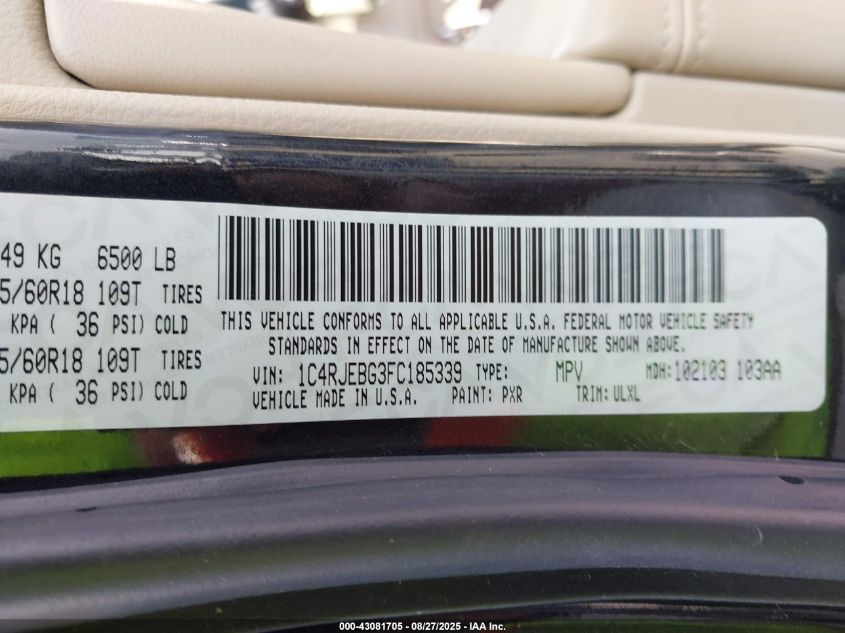 49 KG 6500 LB
5/60R18 109T TIRES
KPA ( 36 PSI) COLD
5/60R18 109T TIRES
KPA ( 36 PSI) COLD
THIS VEHICLE CONFORMS TO ALL APPLICABLE U.S.A. FEDERAL MOTOR VEHICLE SAFETY
STANDARDS IN EFFECT ON THE DATE OF MANUFACTURE SHOWN ABOVE.
VIN: 1C4RJEBG3FC185339 TYPE: MPV MDH:102103 103AA
VEHICLE MADE IN U.S.A. PAINT: PXR TRIM: ULXL
000-43081705 - 08/27/2025 - IAA Inc.